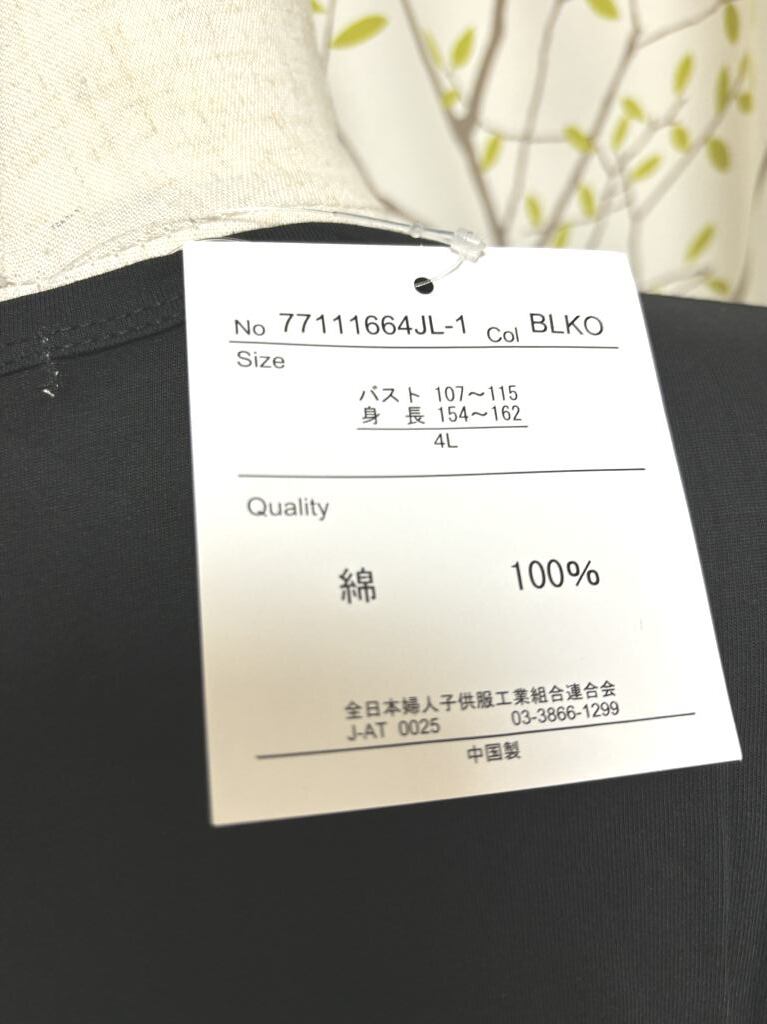 No 77111664JL-1 Col BLKO
Size
バスト 107〜115
身 長 154〜162
4L
Quality
綿 100%
全日本婦人子供服工業組合連合会
J-AT 0025 03-3866-1299
中国製